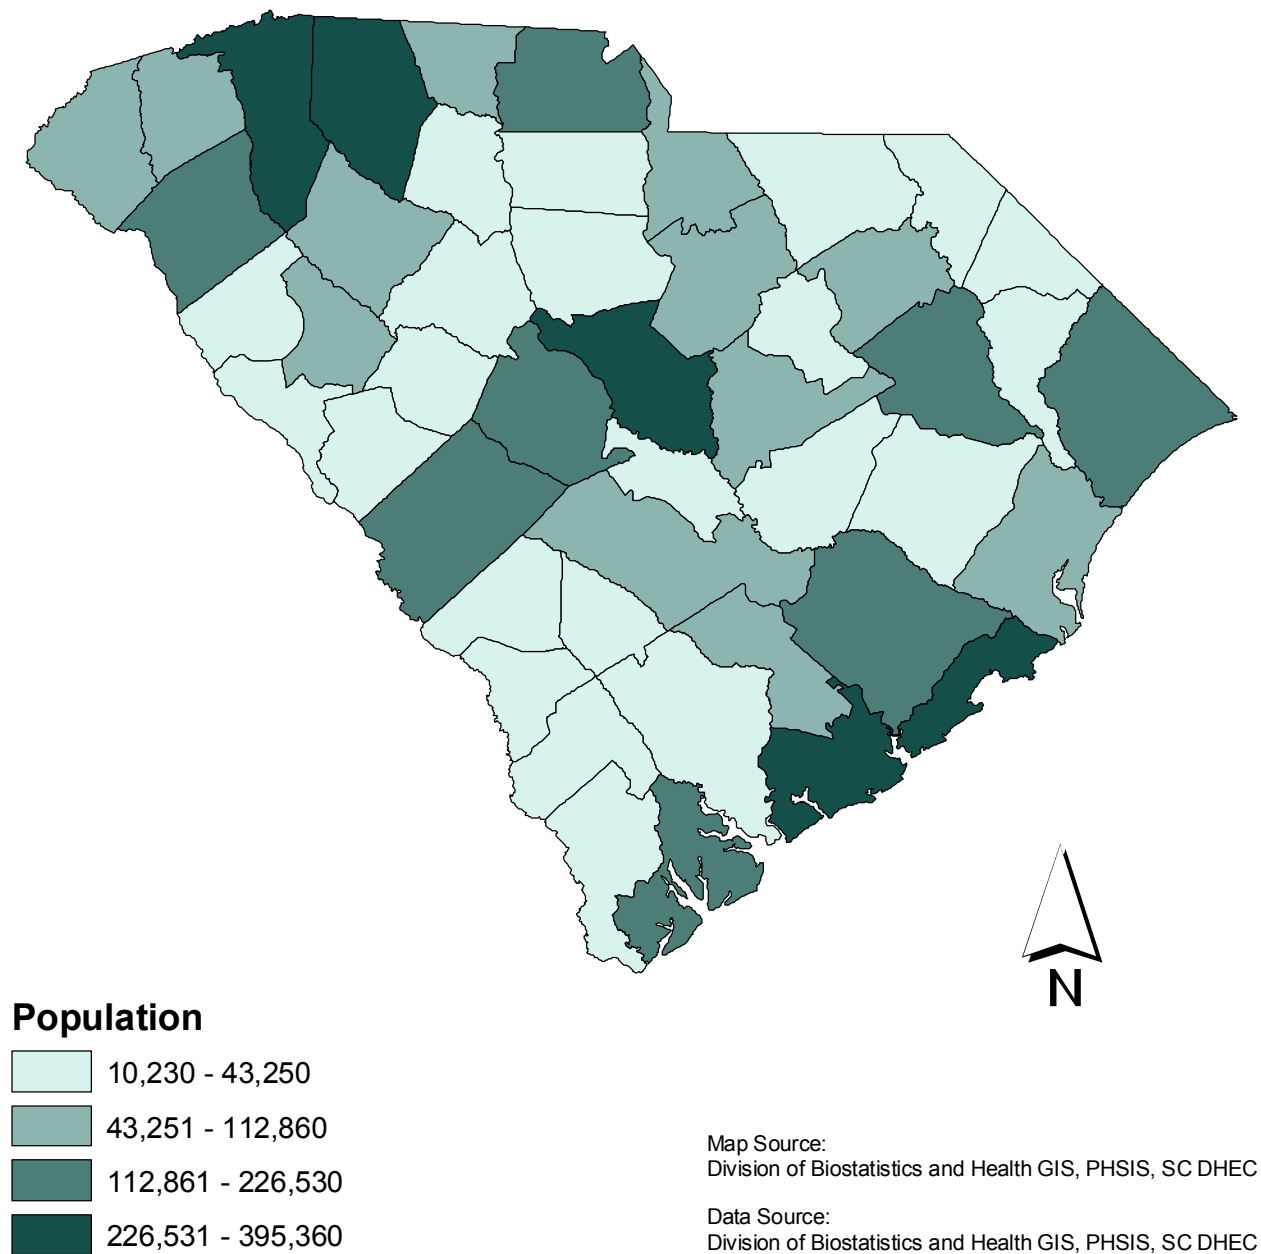 N
Population
10,230 - 43,250
43,251 - 112,860
112,861 - 226,530
226,531 - 395,360
Map Source:
Division of Biostatistics and Health GIS, PHSIS, SC DHEC
Data Source:
Division of Biostatistics and Health GIS, PHSIS, SC DHEC